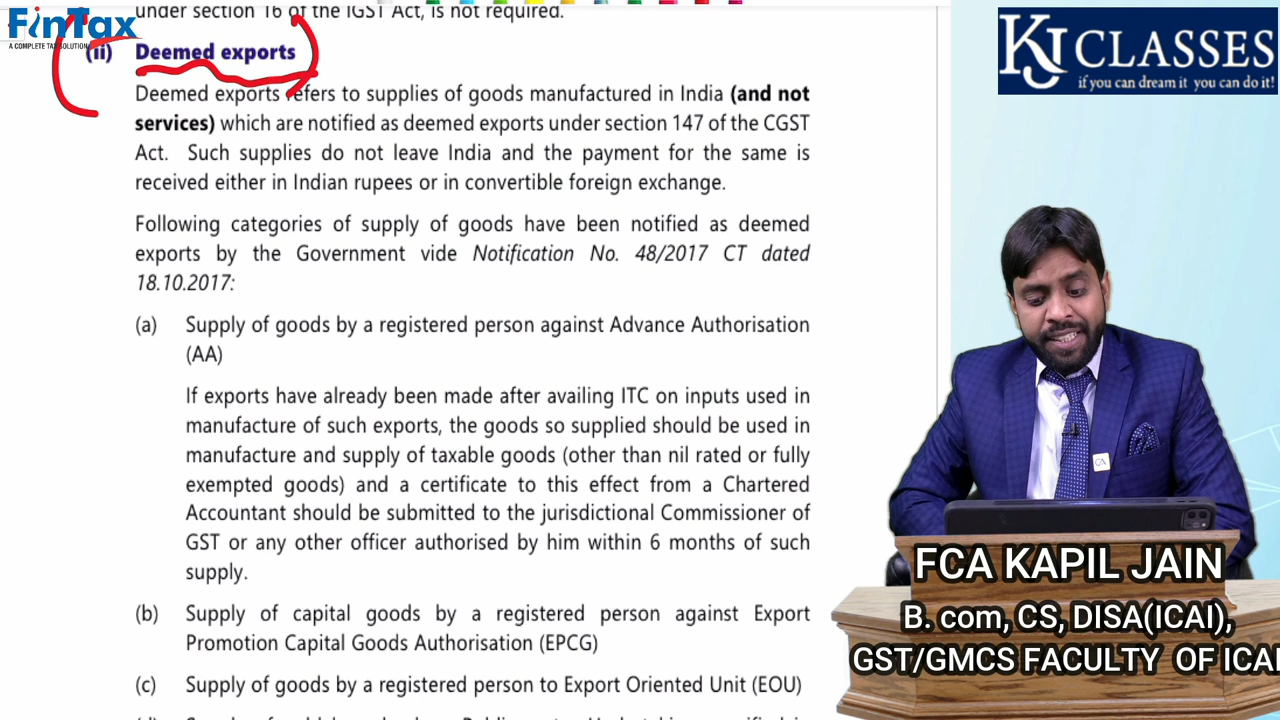 under section 16 of the IGST Act, is not required.
FinTax
A COMPLETE TAX SOLUTION
(ii) Deemed exports
Deemed exports refers to supplies of goods manufactured in India (and not
services) which are notified as deemed exports under section 147 of the CGST
Act. Such supplies do not leave India and the payment for the same is
received either in Indian rupees or in convertible foreign exchange.
Following categories of supply of goods have been notified as deemed
exports by the Government vide Notification No. 48/2017 CT dated
18.10.2017:
(a) Supply of goods by a registered person against Advance Authorisation
(AA)
If exports have already been made after availing ITC on inputs used in
manufacture of such exports, the goods so supplied should be used in
manufacture and supply of taxable goods (other than nil rated or fully
exempted goods) and a certificate to this effect from a Chartered
Accountant should be submitted to the jurisdictional Commissioner of
GST or any other officer authorised by him within 6 months of such
supply.
(b) Supply of capital goods by a registered person against Export
Promotion Capital Goods Authorisation (EPCG)
(c) Supply of goods by a registered person to Export Oriented Unit (EOU)
KJ CLASSES
if you can dream it you can do it!
CA
FCA KAPIL JAIN
B. com, CS, DISA(ICAI),
GST/GMCS FACULTY OF ICAI